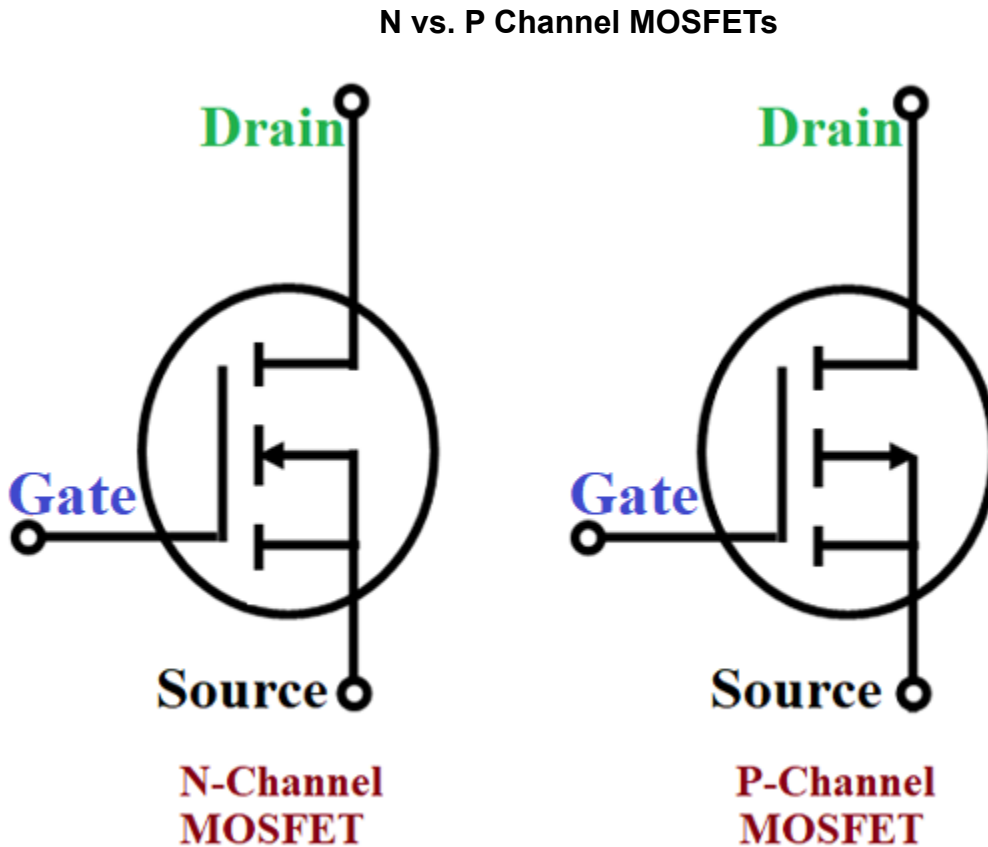 N vs. P Channel MOSFETs
Drain
Drain
Gate
Gate
Source
Source
N-Channel
MOSFET
P-Channel
MOSFET